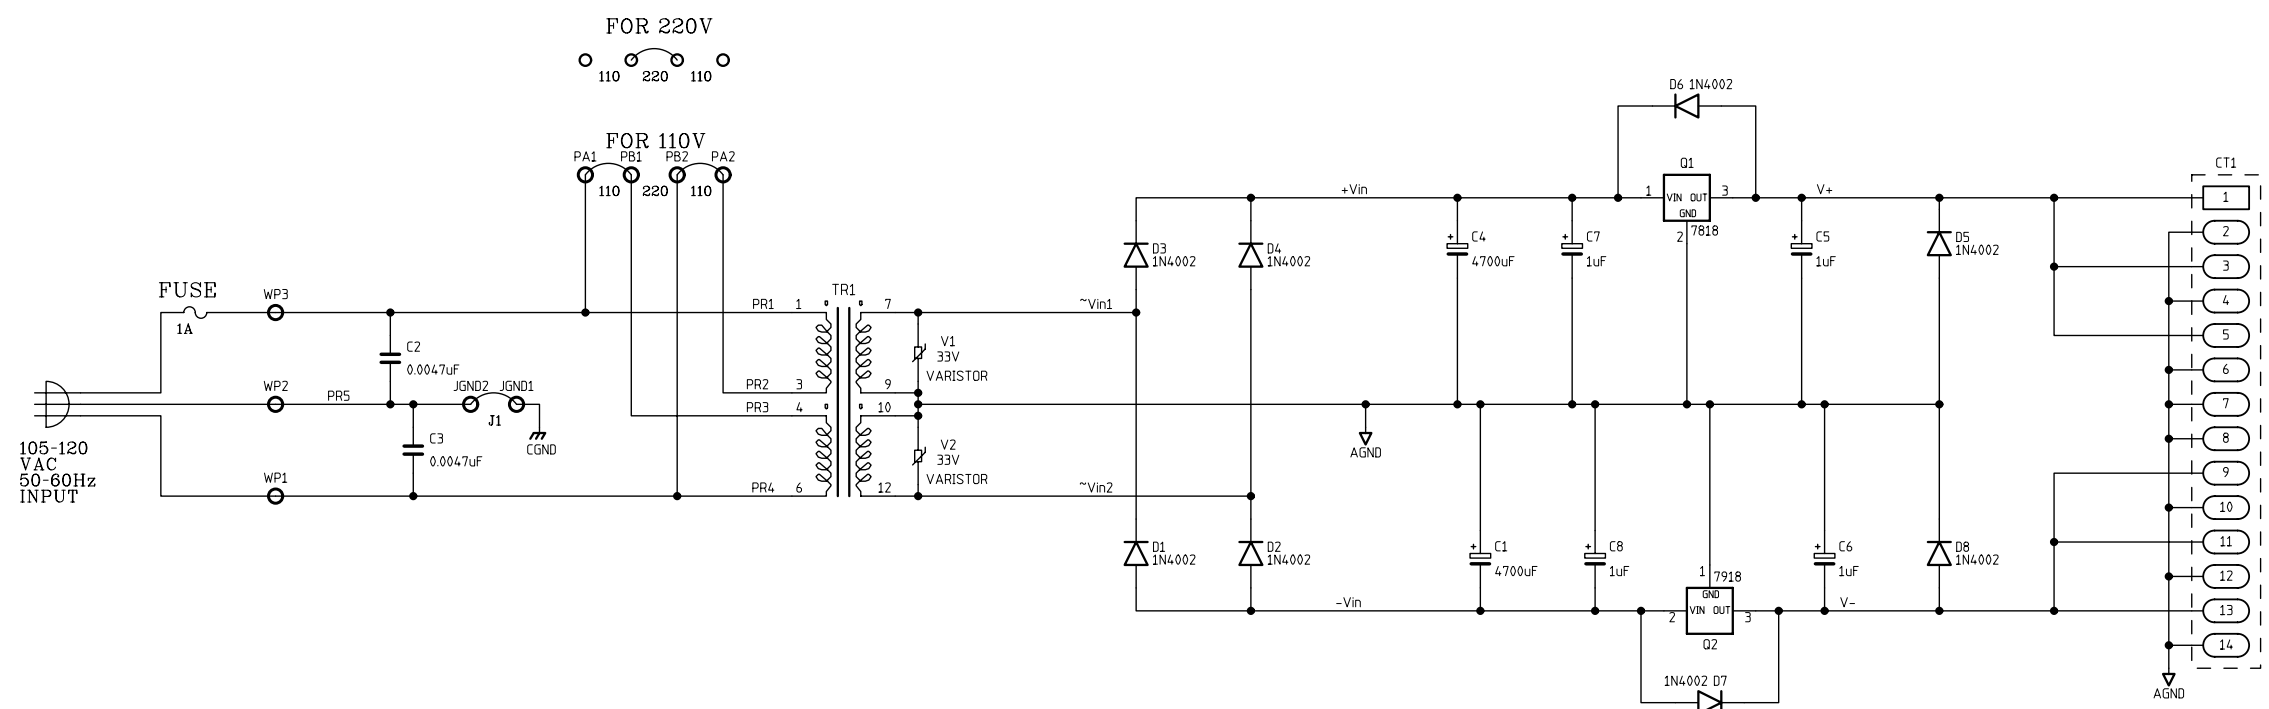 FOR 220V
110 220 110
FOR 110V
PA1 PB1 PB2 PA2
110 220 110
FUSE
1A
WP3
WP2
WP1
PR5
C2
0.0047uF
C3
0.0047uF
JGND2 JGND1
J1
CGND
105-120
VAC
50-60Hz
INPUT
PR1 1
PR2 3
PR3 4
PR4 6
TR1
7
9
10
12
V1
33V
VARISTOR
V2
33V
VARISTOR
~Vin1
~Vin2
D3
1N4002
D4
1N4002
D1
1N4002
D2
1N4002
+Vin
-Vin
AGND
+ C4
4700uF
+ C7
1uF
+ C1
4700uF
+ C8
1uF
D6 1N4002
Q1
1 VIN OUT 3
GND
2 7818
V+
+ C5
1uF
D5
1N4002
1 7918
GND
VIN OUT
2 3
Q2
1N4002 D7
+ C6
1uF
V-
D8
1N4002
CT1
1
2
3
4
5
6
7
8
9
10
11
12
13
14
AGND